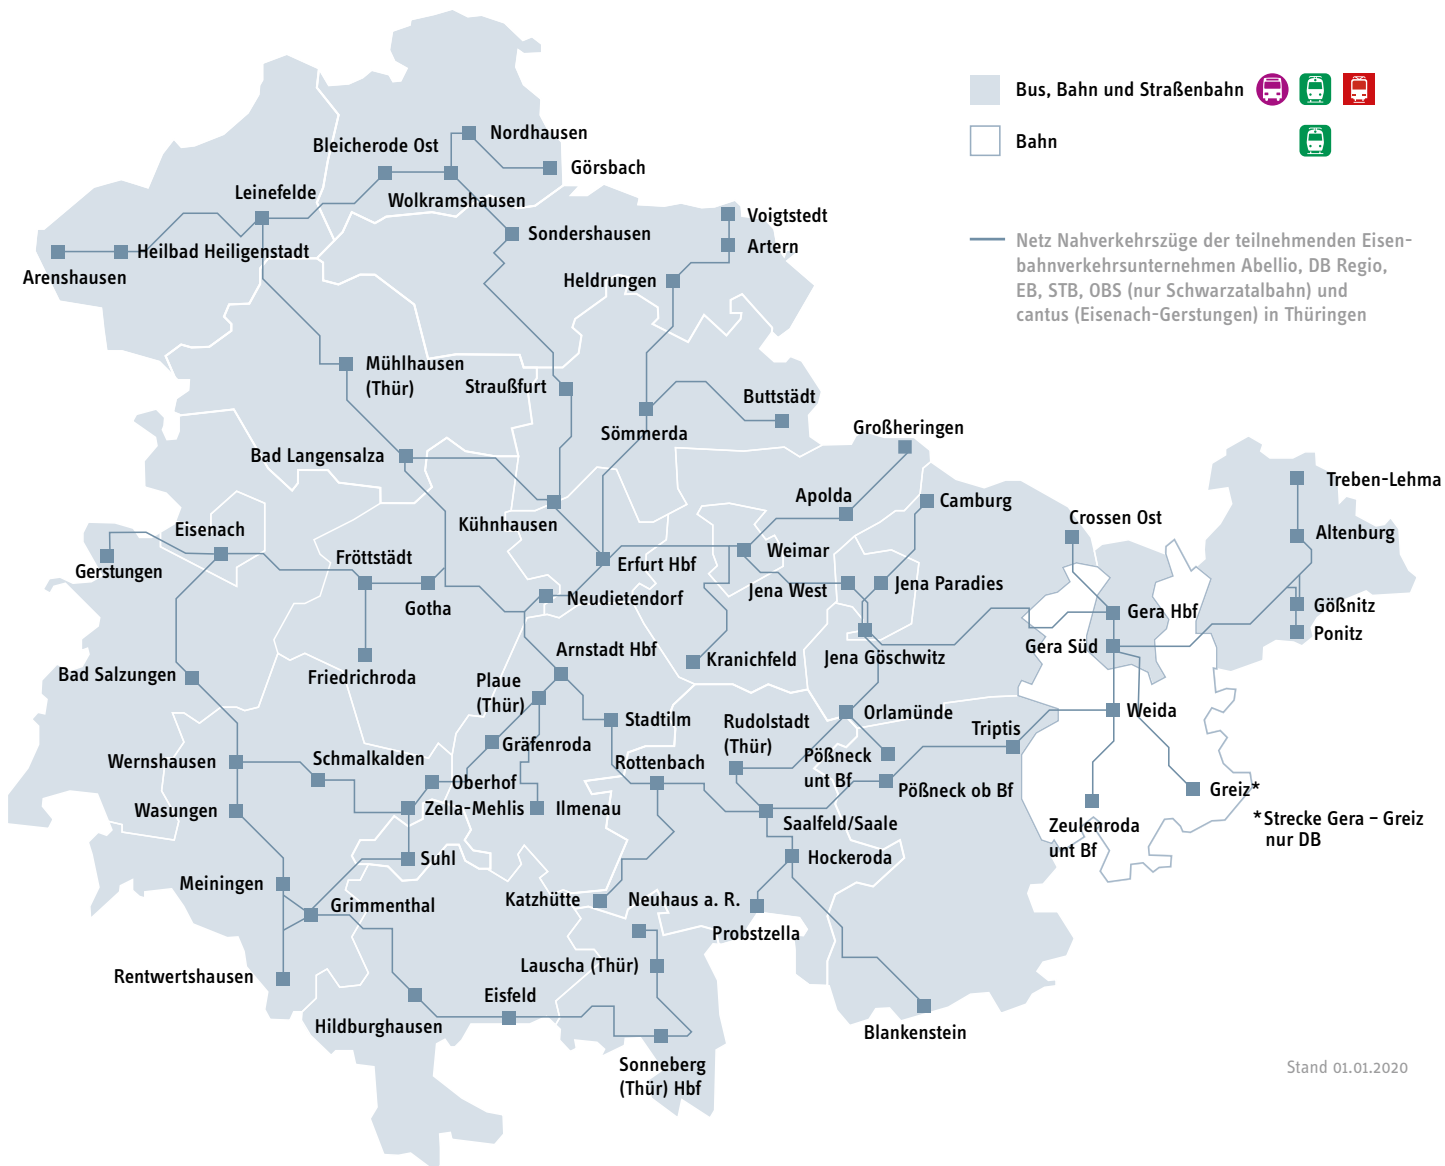 Bus, Bahn und Straßenbahn
Bahn
Netz Nahverkehrszüge der teilnehmenden Eisen-
bahnverkehrsunternehmen Abellio, DB Regio,
EB, STB, OBS (nur Schwarzatalbahn) und
cantus (Eisenach-Gerstungen) in Thüringen
Nordhausen
Bleicherode Ost
Görsbach
Leinefelde
Wolkramshausen
Voigtstedt
Sondershausen
Artern
Heilbad Heiligenstadt
Arenshausen
Heldrungen
Mühlhausen
(Thür)
Straußfurt
Buttstädt
Sömmerda
Großheringen
Bad Langensalza
Treben-Lehma
Apolda
Camburg
Crossen Ost
Kühnhausen
Eisenach
Altenburg
Weimar
Fröttstädt
Erfurt Hbf
Gerstungen
Jena West
Jena Paradies
Gotha
Neudietendorf
Gößnitz
Gera Hbf
Ponitz
Gera Süd
Arnstadt Hbf
Kranichfeld
Jena Göschwitz
Bad Salzungen
Friedrichroda
Plaue
(Thür)
Weida
Orlamünde
Stadtilm
Rudolstadt
(Thür)
Triptis
Gräfenroda
Pößneck
unt Bf
Schmalkalden
Wernshausen
Rottenbach
Oberhof
Pößneck ob Bf
Greiz*
Zella-Mehlis
Ilmenau
Wasungen
*Strecke Gera – Greiz
nur DB
Saalfeld/Saale
Zeulenroda
unt Bf
Suhl
Hockeroda
Meiningen
Katzhütte
Neuhaus a. R.
Grimmenthal
Probstzella
Lauscha (Thür)
Rentwertshausen
Eisfeld
Hildburghausen
Blankenstein
Sonneberg
(Thür) Hbf
Stand 01.01.2020